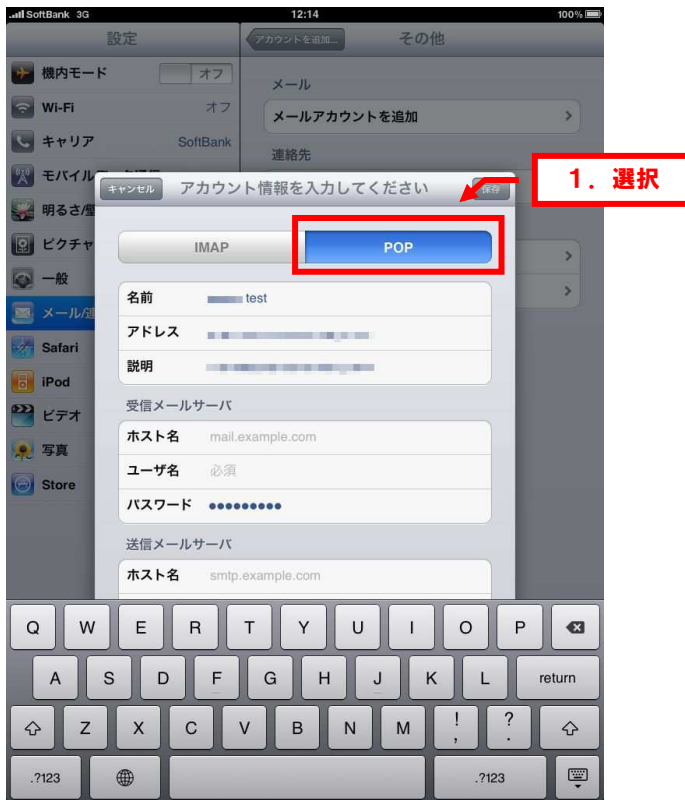 SoftBank 3G 12:14 100%
設定 アカウントを追加... その他
機内モード オフ
メール
Wi-Fi オフ
メールアカウントを追加
キャリア SoftBank
連絡先
モバイル
1. 選択
キャンセル アカウント情報を入力してください 保存
明るさ/壁
IMAP POP
ピクチャ
一般
名前 test
メール/連
アドレス
Safari
説明
iPod
受信メールサーバ
ビデオ
ホスト名 mail.example.com
写真
ユーザ名 必須
Store
パスワード ●●●●●●●●●
送信メールサーバ
ホスト名 smtp.example.com
Q W E R T Y U I O P
A S D F G H J K L return
Z X C V B N M ! , ? .
.?123 .?123